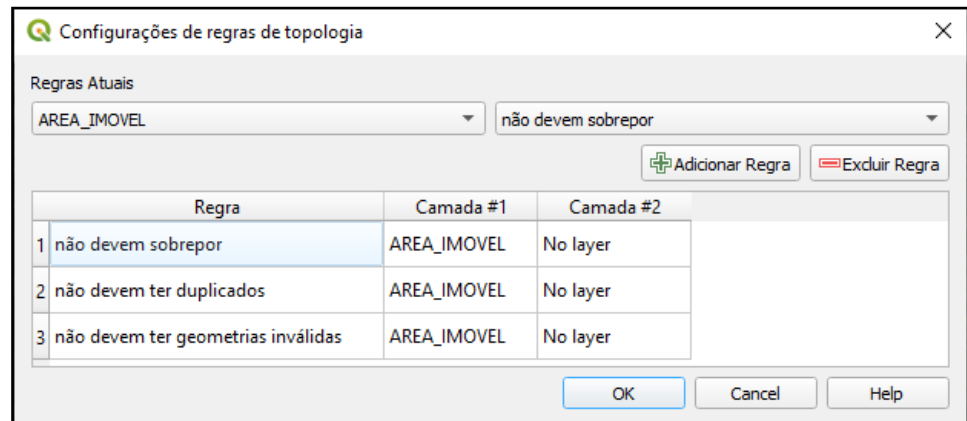 Configurações de regras de topologia
Regras Atuais
AREA_IMOVEL não devem sobrepor
Adicionar Regra Excluir Regra
Regra Camada #1 Camada #2
1 não devem sobrepor AREA_IMOVEL No layer
2 não devem ter duplicados AREA_IMOVEL No layer
3 não devem ter geometrias inválidas AREA_IMOVEL No layer
OK Cancel Help